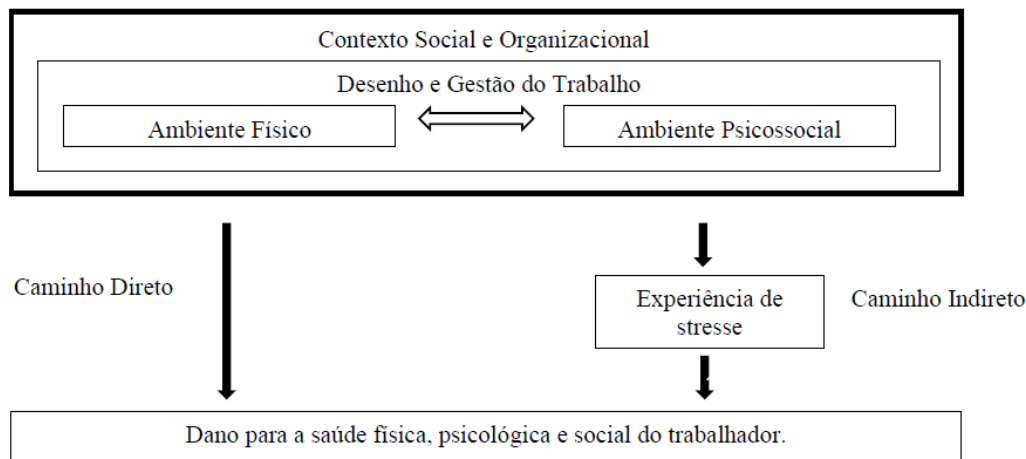 Contexto Social e Organizacional
Desenho e Gestão do Trabalho
Ambiente Físico
Ambiente Psicossocial
Caminho Direto
Experiência de
stresse
Caminho Indireto
Dano para a saúde física, psicológica e social do trabalhador.